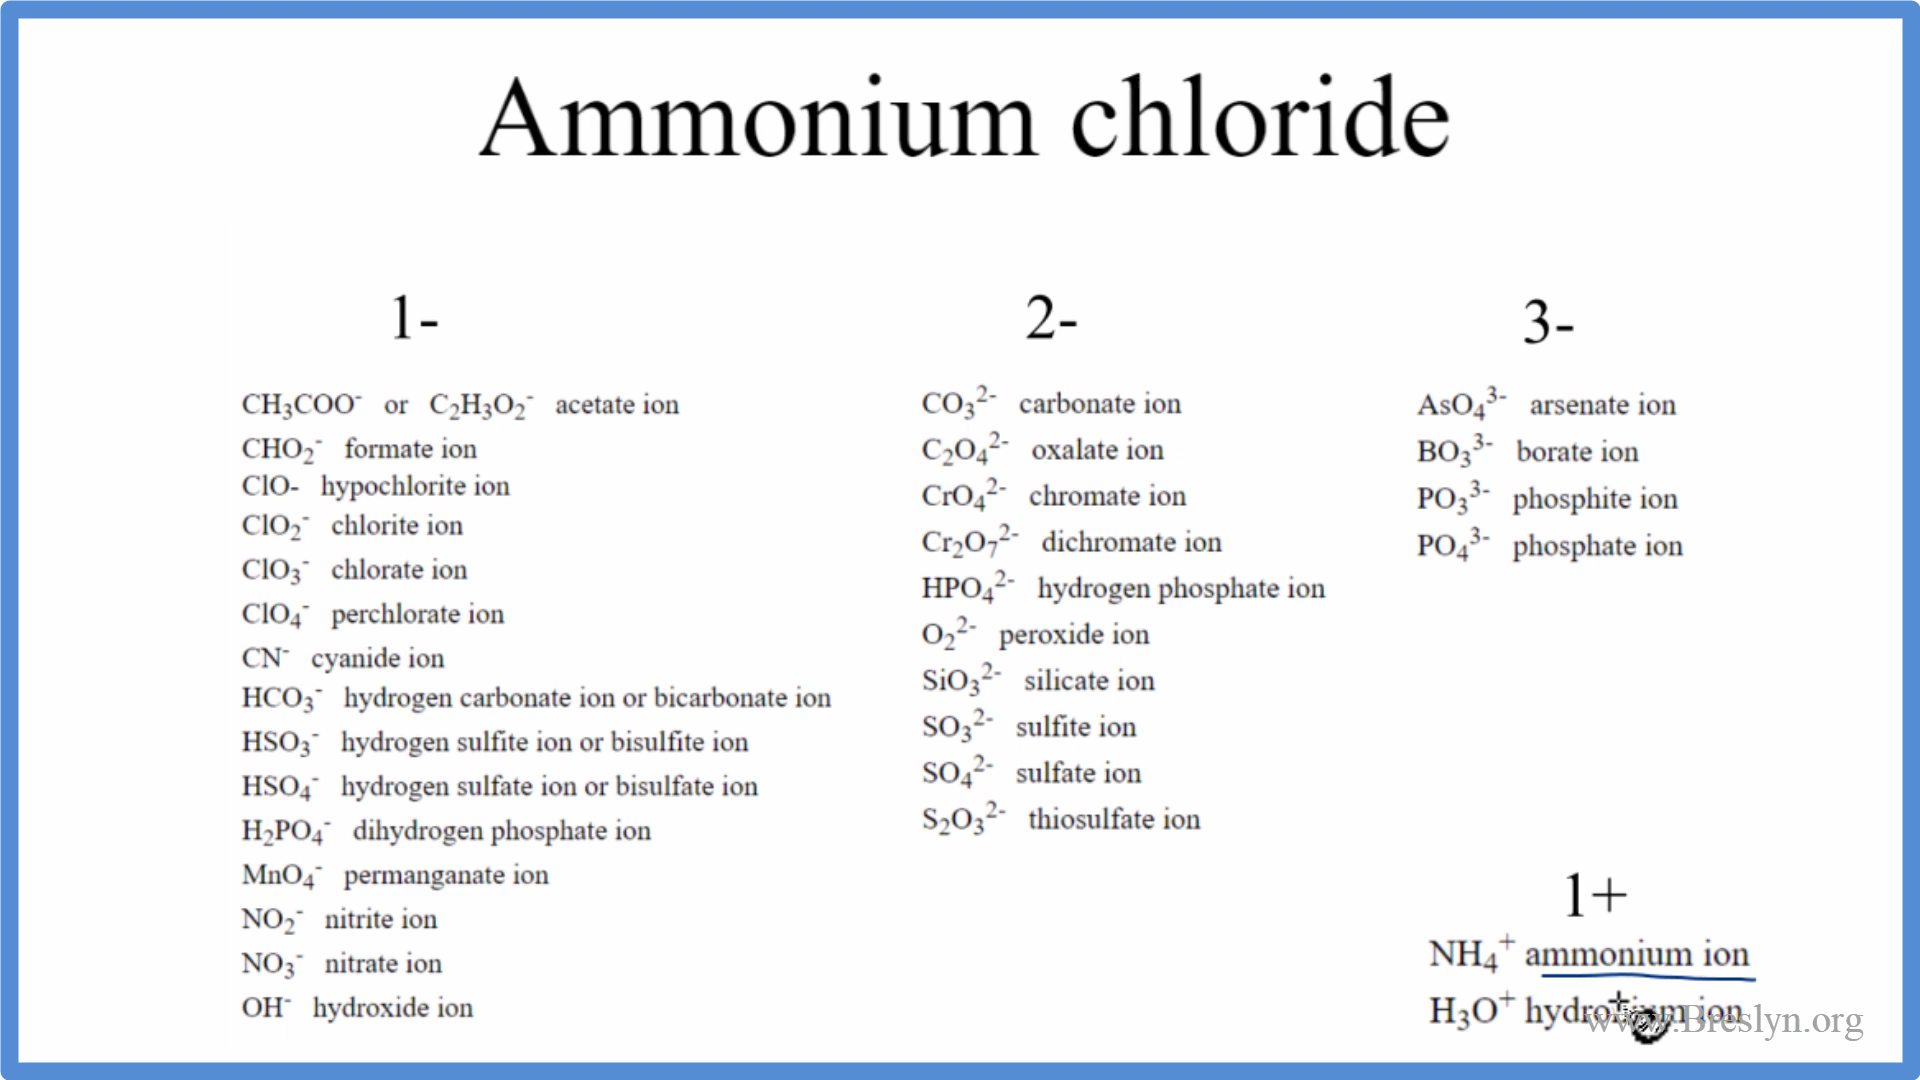 Ammonium chloride
1-
CH₃COO⁻ or C₂H₃O₂⁻ acetate ion
CHO₂⁻ formate ion
ClO- hypochlorite ion
ClO₂⁻ chlorite ion
ClO₃⁻ chlorate ion
ClO₄⁻ perchlorate ion
CN⁻ cyanide ion
HCO₃⁻ hydrogen carbonate ion or bicarbonate ion
HSO₃⁻ hydrogen sulfite ion or bisulfite ion
HSO₄⁻ hydrogen sulfate ion or bisulfate ion
H₂PO₄⁻ dihydrogen phosphate ion
MnO₄⁻ permanganate ion
NO₂⁻ nitrite ion
NO₃⁻ nitrate ion
OH⁻ hydroxide ion
2-
CO₃²⁻ carbonate ion
C₂O₄²⁻ oxalate ion
CrO₄²⁻ chromate ion
Cr₂O₇²⁻ dichromate ion
HPO₄²⁻ hydrogen phosphate ion
O₂²⁻ peroxide ion
SiO₃²⁻ silicate ion
SO₃²⁻ sulfite ion
SO₄²⁻ sulfate ion
S₂O₃²⁻ thiosulfate ion
3-
AsO₄³⁻ arsenate ion
BO₃³⁻ borate ion
PO₃³⁻ phosphite ion
PO₄³⁻ phosphate ion
1+
NH₄⁺ ammonium ion
H₃O⁺ hydronium ion
www.Breslyn.org